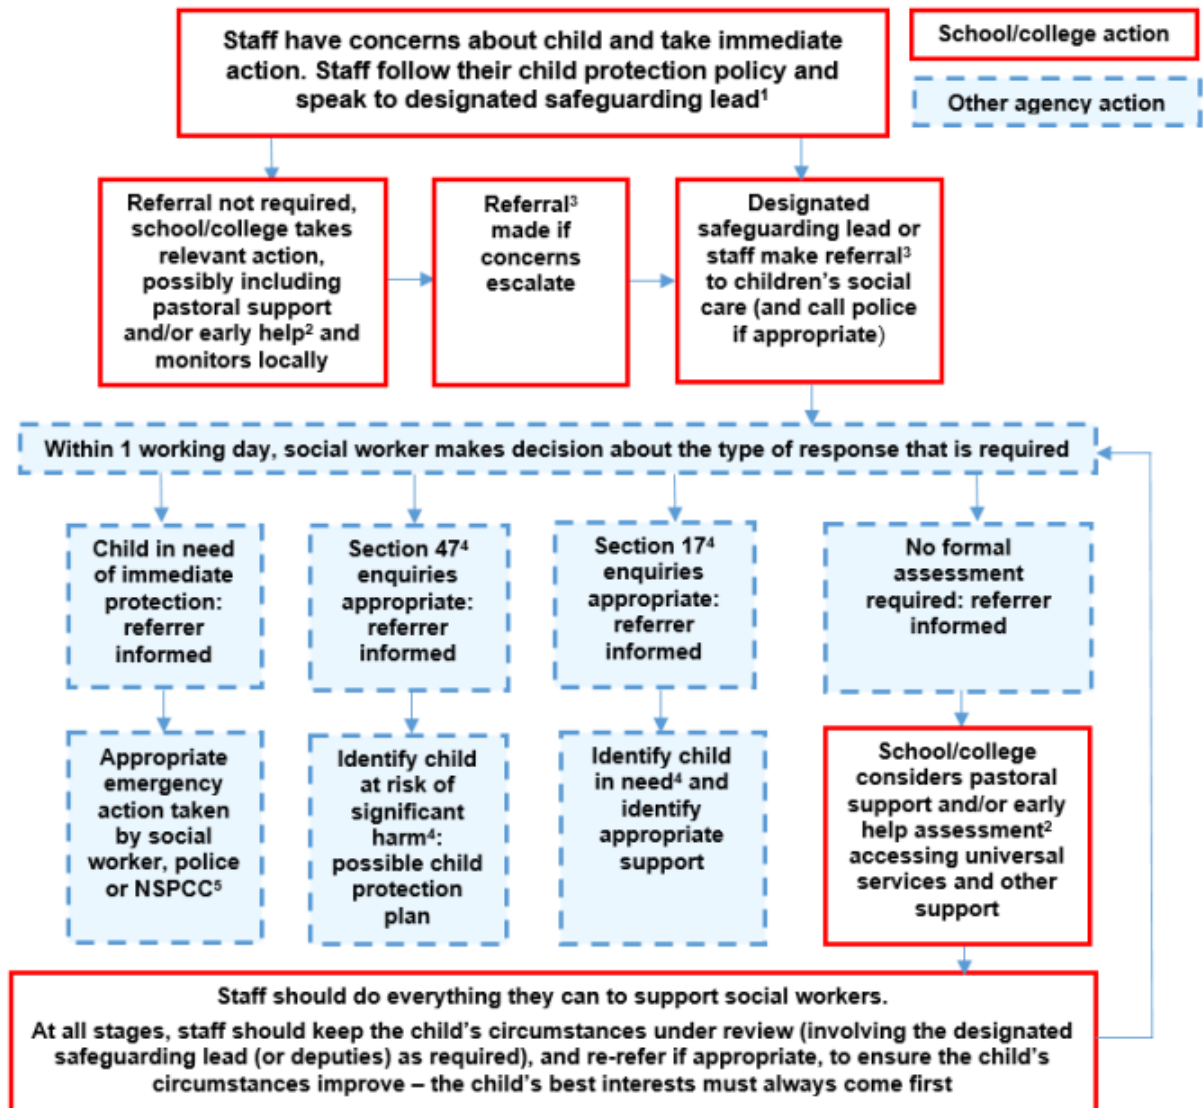 Staff have concerns about child and take immediate
action. Staff follow their child protection policy and
speak to designated safeguarding lead¹
School/college action
Other agency action
Referral not required,
school/college takes
relevant action,
possibly including
pastoral support
and/or early help² and
monitors locally
Referral³
made if
concerns
escalate
Designated
safeguarding lead or
staff make referral³
to children’s social
care (and call police
if appropriate)
Within 1 working day, social worker makes decision about the type of response that is required
Child in need
of immediate
protection:
referrer
informed
Section 47⁴
enquiries
appropriate:
referrer
informed
Section 17⁴
enquiries
appropriate:
referrer
informed
No formal
assessment
required: referrer
informed
Appropriate
emergency
action taken
by social
worker, police
or NSPCC⁵
Identify child
at risk of
significant
harm⁴:
possible child
protection
plan
Identify child
in need⁴ and
identify
appropriate
support
School/college
considers pastoral
support and/or early
help assessment²
accessing universal
services and other
support
Staff should do everything they can to support social workers.
At all stages, staff should keep the child’s circumstances under review (involving the designated
safeguarding lead (or deputies) as required), and re-refer if appropriate, to ensure the child’s
circumstances improve – the child’s best interests must always come first